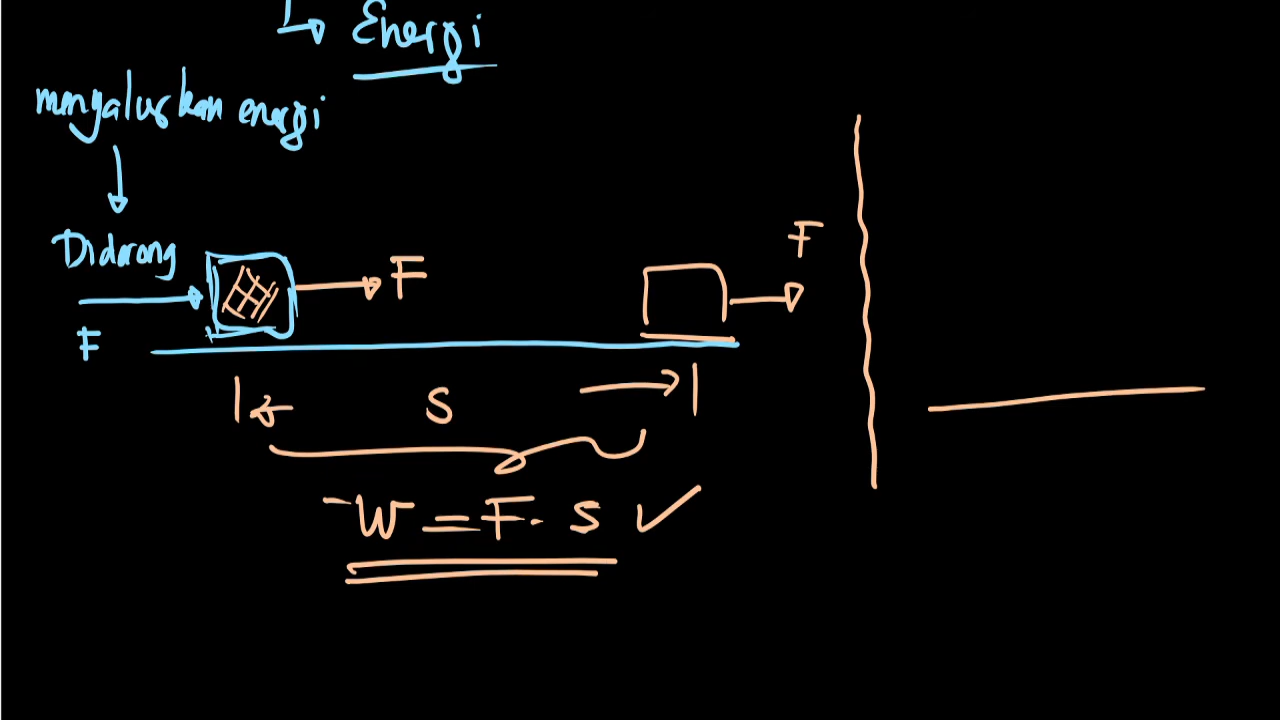 Energi
mengaluskan energi
Didorong
F
F
F
S
W = F . s